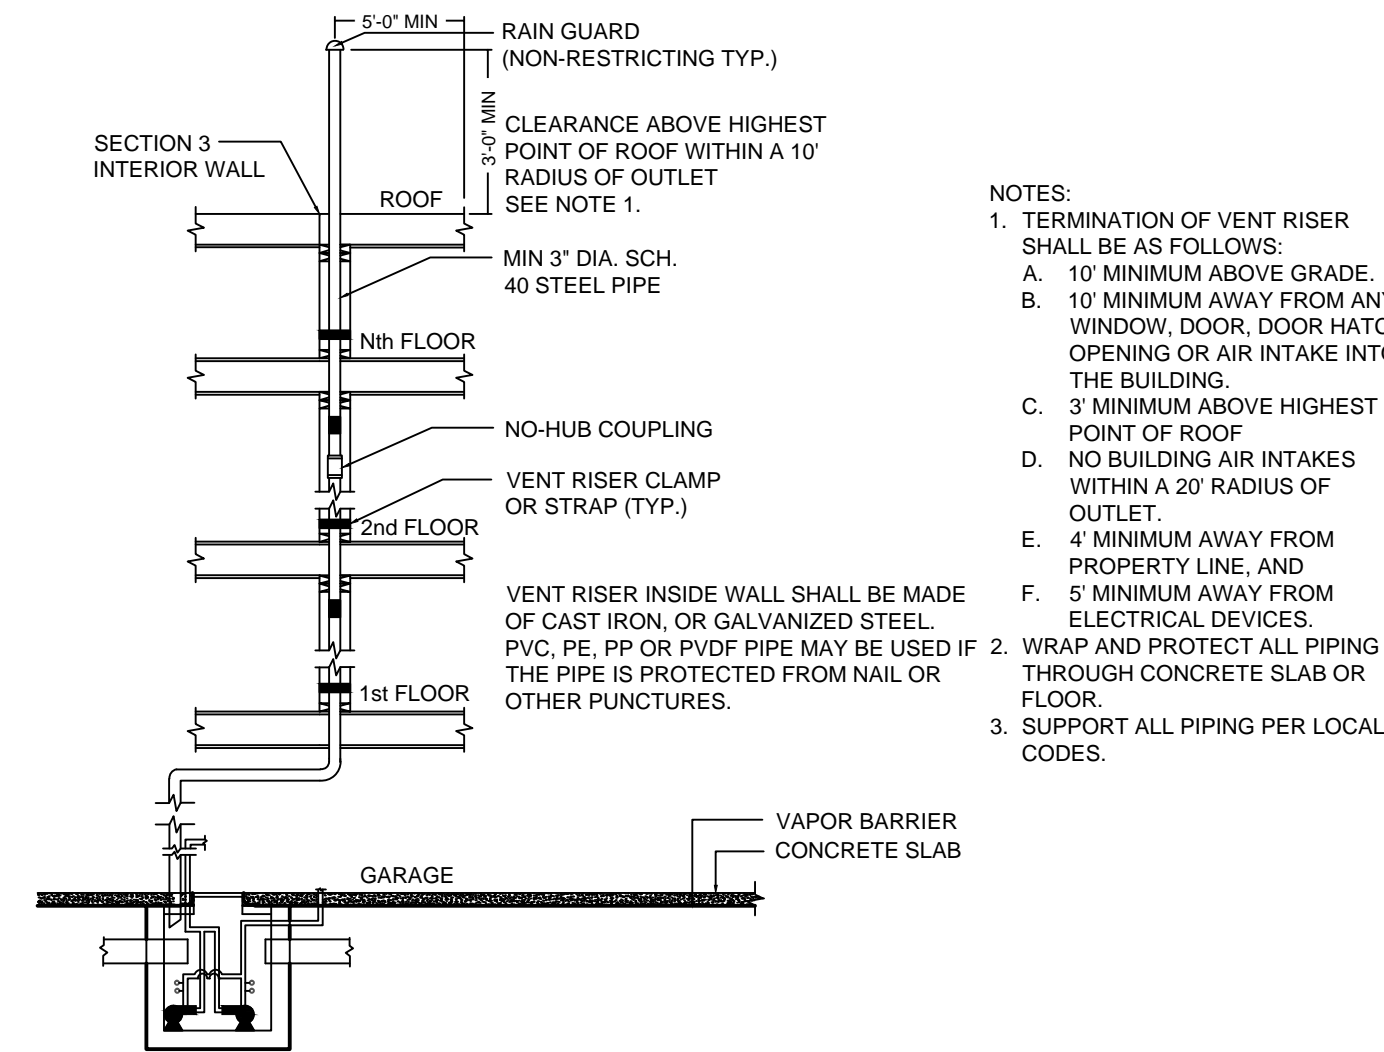 5'-0" MIN
RAIN GUARD
(NON-RESTRICTING TYP.)
3'-0" MIN
CLEARANCE ABOVE HIGHEST
POINT OF ROOF WITHIN A 10'
RADIUS OF OUTLET
SEE NOTE 1.
SECTION 3
INTERIOR WALL
ROOF
MIN 3" DIA. SCH.
40 STEEL PIPE
Nth FLOOR
NO-HUB COUPLING
VENT RISER CLAMP
OR STRAP (TYP.)
2nd FLOOR
VENT RISER INSIDE WALL SHALL BE MADE
OF CAST IRON, OR GALVANIZED STEEL.
PVC, PE, PP OR PVDF PIPE MAY BE USED IF
THE PIPE IS PROTECTED FROM NAIL OR
OTHER PUNCTURES.
1st FLOOR
VAPOR BARRIER
CONCRETE SLAB
GARAGE
NOTES:
1. TERMINATION OF VENT RISER
SHALL BE AS FOLLOWS:
A. 10' MINIMUM ABOVE GRADE.
B. 10' MINIMUM AWAY FROM
WINDOW, DOOR, DOOR
OPENING OR AIR INTAKE
THE BUILDING.
C. 3' MINIMUM ABOVE HIGHEST
POINT OF ROOF
D. NO BUILDING AIR INTAKES
WITHIN A 20' RADIUS OF
OUTLET.
E. 4' MINIMUM AWAY FROM
PROPERTY LINE, AND
F. 5' MINIMUM AWAY FROM
ELECTRICAL DEVICES.
2. WRAP AND PROTECT ALL PIPING
THROUGH CONCRETE SLAB OR
FLOOR.
3. SUPPORT ALL PIPING PER LOCAL
CODES.